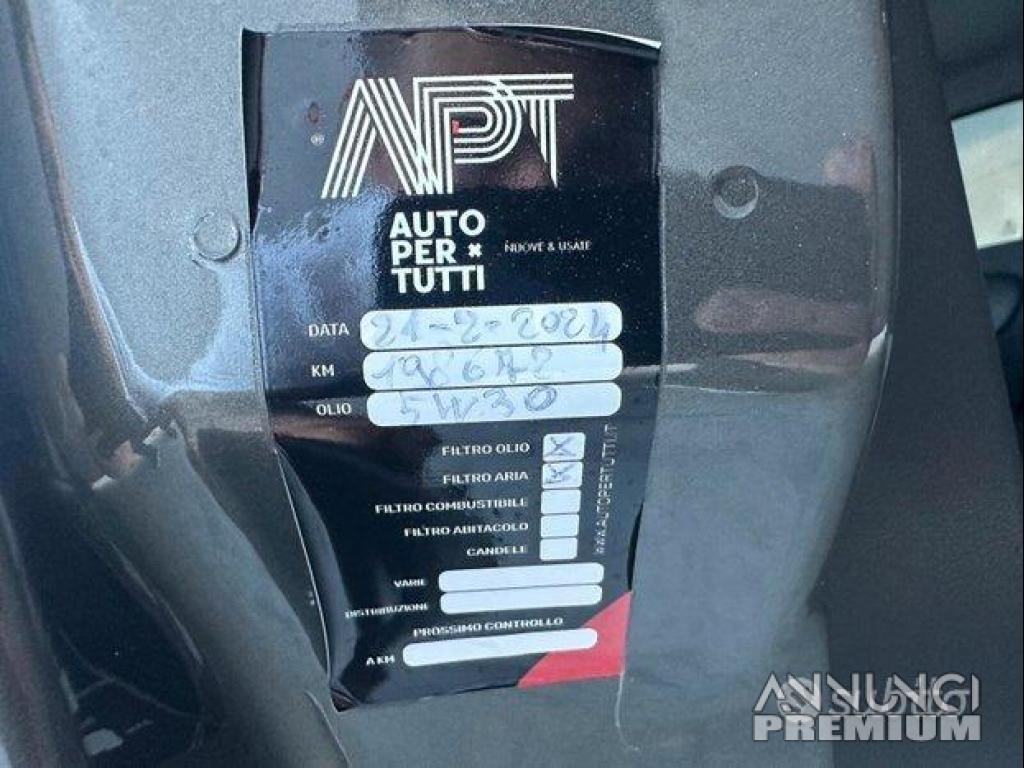 APT
®
AUTO
PER
TUTTI
NUOVE & USATE
DATA 21-2-2024
KM
OLIO 5W30
FILTRO OLIO X
FILTRO ARIA X
FILTRO COMBUSTIBILE
FILTRO ABITACOLO
CANDELE
WWW.AUTOPERTUTTI.IT
VARIE
DISTRIBUZIONE
PROSSIMO CONTROLLO
A KM
ANNUNCI
PREMIUM